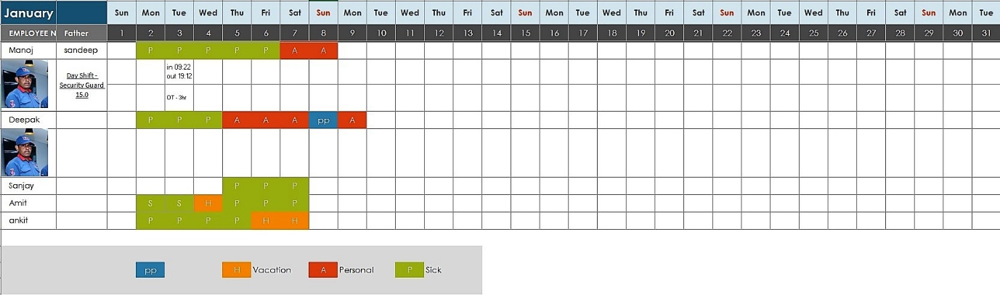 January Sun Mon Tue Wed Thu Fri Sat Sun Mon Tue Wed Thu Fri Sat Sun Mon Tue Wed Thu Fri Sat Sun Mon Tue Wed Thu Fri Sat Sun Mon Tue
EMPLOYEE N Father 1 2 3 4 5 6 7 8 9 10 11 12 13 14 15 16 17 18 19 20 21 22 23 24 25 26 27 28 29 30 31
Manoj sandeep P P P P P A A
in 09:22
out 19:12
Day Shift -
Security Guard
15.0
OT - 3hr
Deepak P P P A A A pp A
Sanjay P P P
Amit S S H P P P
ankit P P P P H H
pp H Vacation A Personal P Sick